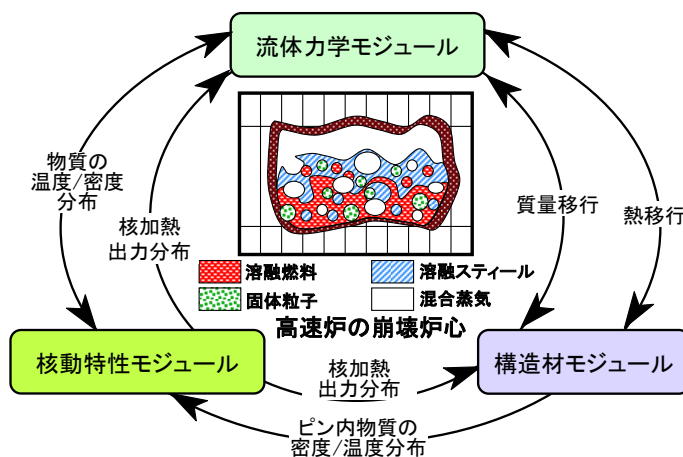 流体力学モジュール
物質の
温度/密度
分布
核加熱
出力分布
質量移行
熱移行
溶融燃料
溶融スティール
固体粒子
混合蒸気
高速炉の崩壊炉心
核動特性モジュール
核加熱
出力分布
構造材モジュール
ピン内物質の
密度/温度分布